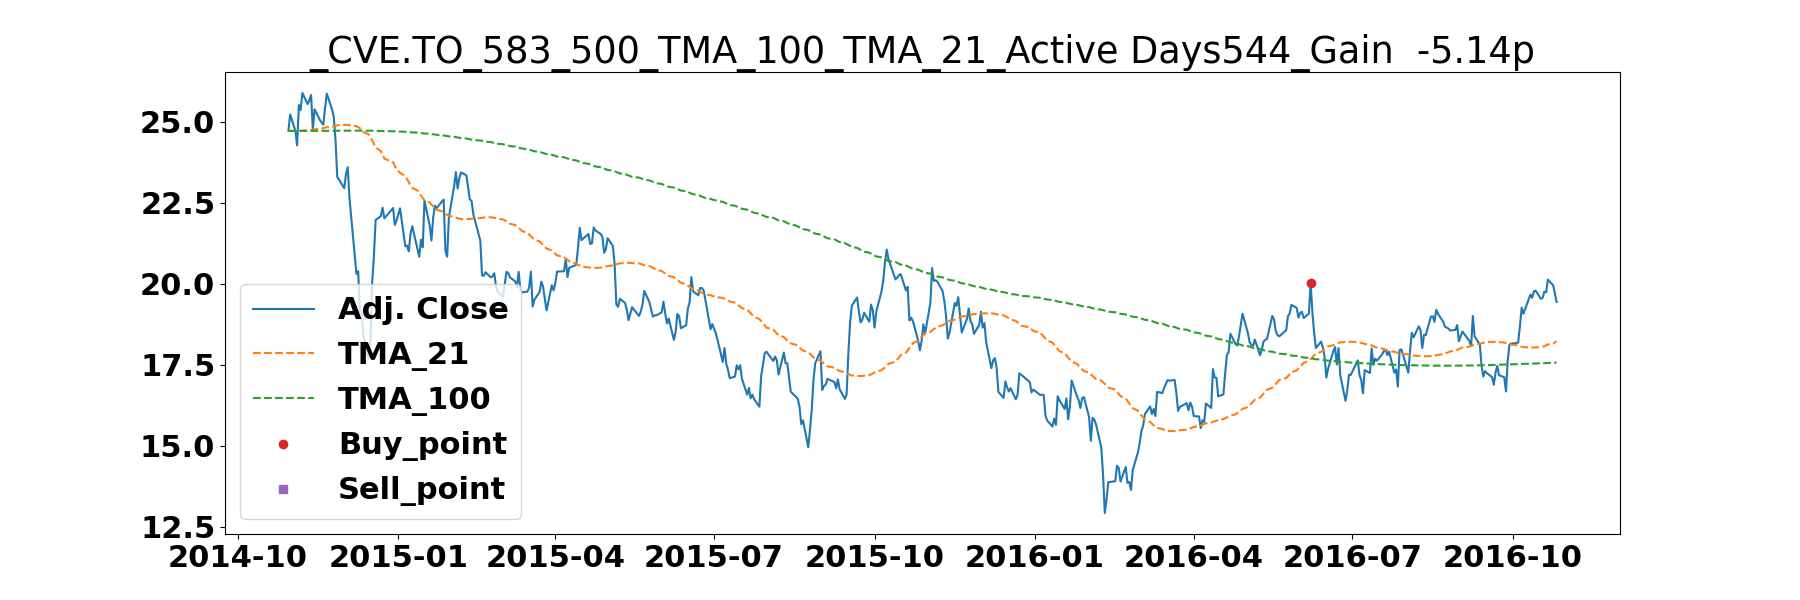 _CVE.TO_583_500_TMA_100_TMA_21_Active Days544_Gain  -5.14p
25.0
22.5
20.0
17.5
15.0
12.5
Adj. Close
TMA_21
TMA_100
Buy_point
Sell_point
2014-10 2015-01 2015-04 2015-07 2015-10 2016-01 2016-04 2016-07 2016-10